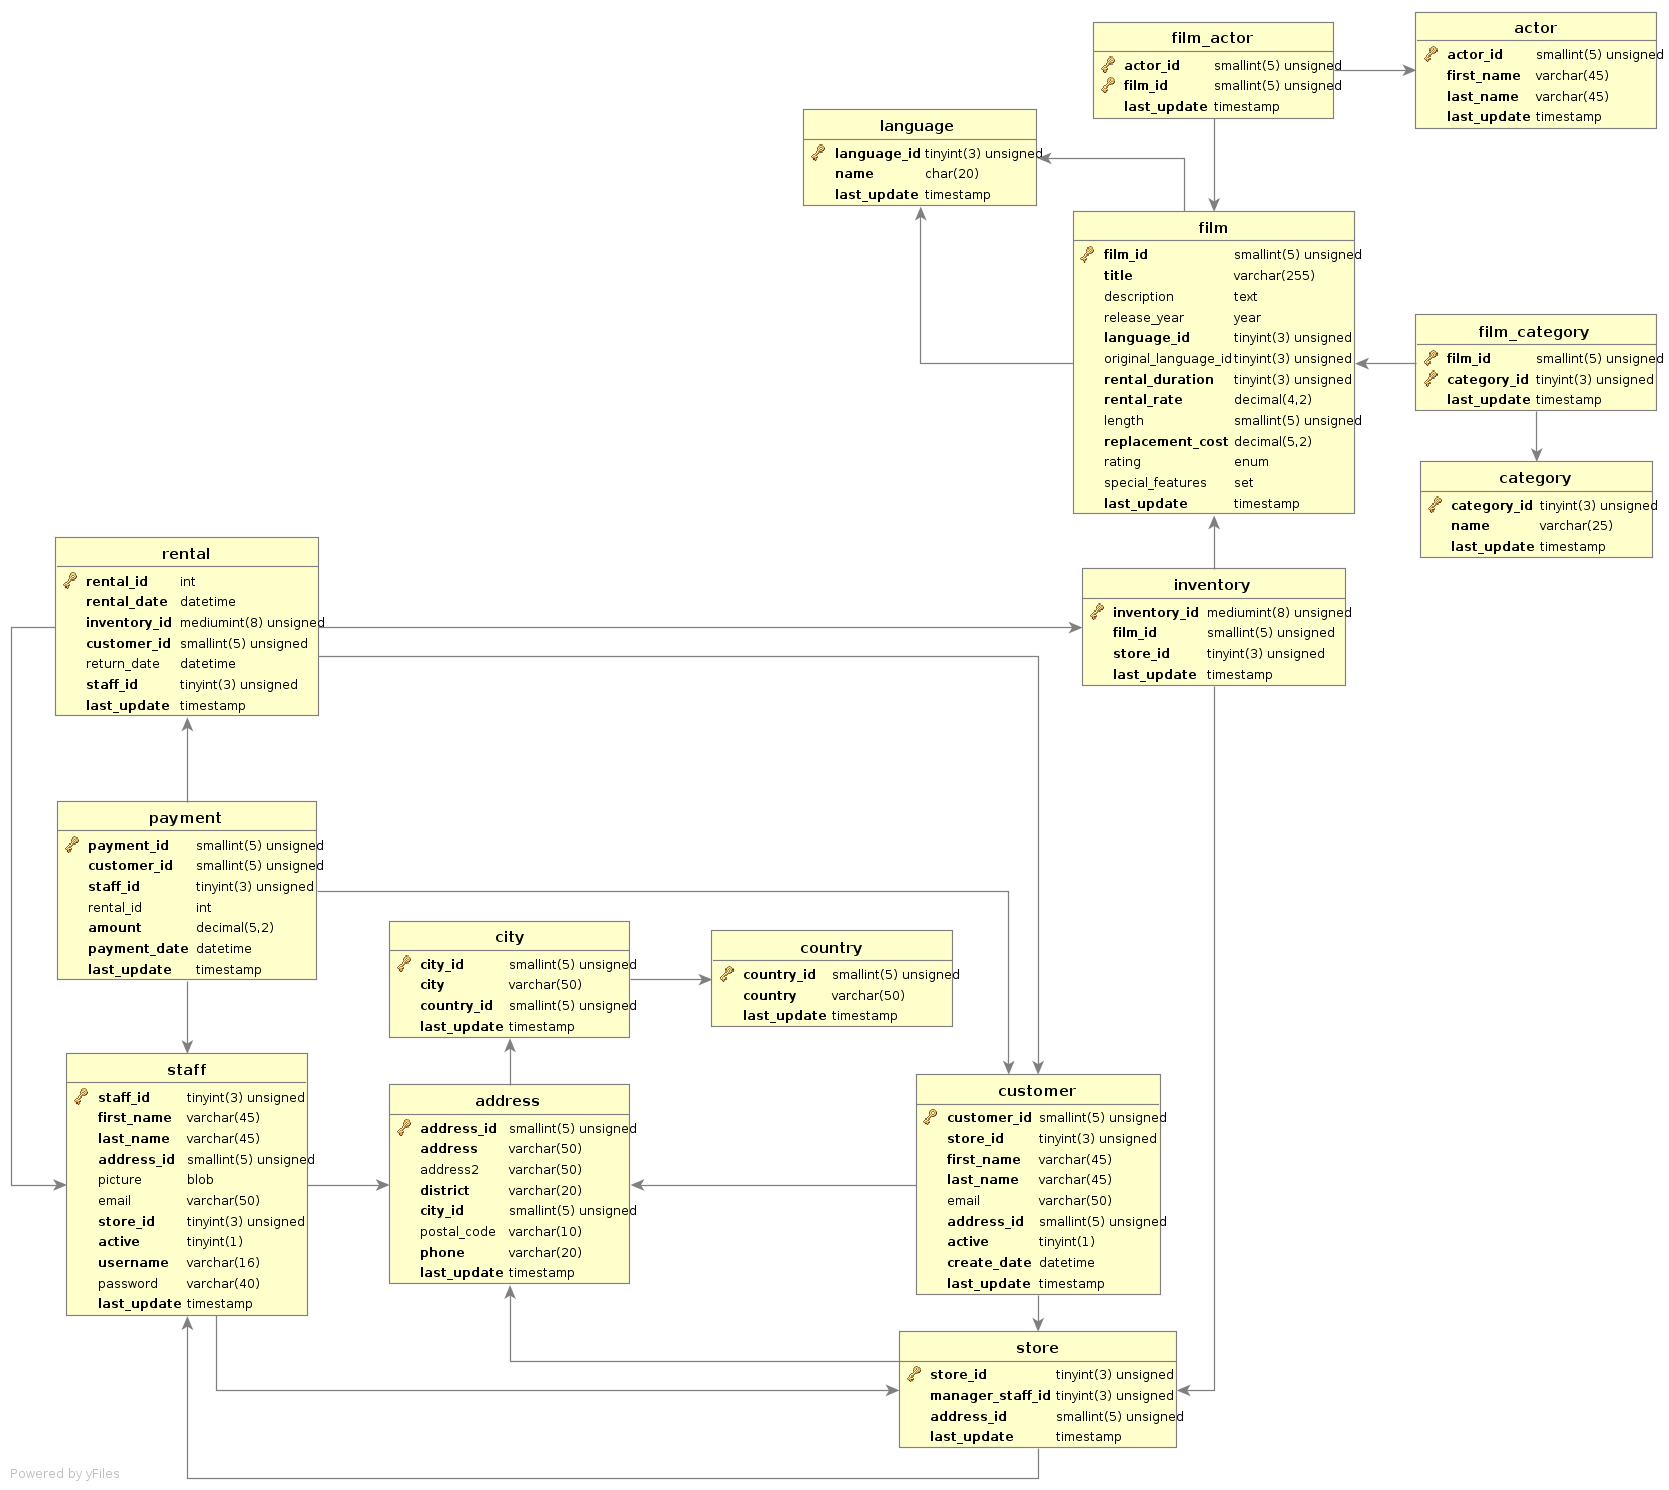 film_actor
actor_id smallint(5) unsigned
film_id smallint(5) unsigned
last_update timestamp
actor
actor_id smallint(5) unsigned
first_name varchar(45)
last_name varchar(45)
last_update timestamp
language
language_id tinyint(3) unsigned
name char(20)
last_update timestamp
film
film_id smallint(5) unsigned
title varchar(255)
description text
release_year year
language_id tinyint(3) unsigned
original_language_id tinyint(3) unsigned
rental_duration tinyint(3) unsigned
rental_rate decimal(4,2)
length smallint(5) unsigned
replacement_cost decimal(5,2)
rating enum
special_features set
last_update timestamp
film_category
film_id smallint(5) unsigned
category_id tinyint(3) unsigned
last_update timestamp
category
category_id tinyint(3) unsigned
name varchar(25)
last_update timestamp
rental
rental_id int
rental_date datetime
inventory_id mediumint(8) unsigned
customer_id smallint(5) unsigned
return_date datetime
staff_id tinyint(3) unsigned
last_update timestamp
inventory
inventory_id mediumint(8) unsigned
film_id smallint(5) unsigned
store_id tinyint(3) unsigned
last_update timestamp
payment
payment_id smallint(5) unsigned
customer_id smallint(5) unsigned
staff_id tinyint(3) unsigned
rental_id int
amount decimal(5,2)
payment_date datetime
last_update timestamp
city
city_id smallint(5) unsigned
city varchar(50)
country_id smallint(5) unsigned
last_update timestamp
country
country_id smallint(5) unsigned
country varchar(50)
last_update timestamp
staff
staff_id tinyint(3) unsigned
first_name varchar(45)
last_name varchar(45)
address_id smallint(5) unsigned
picture blob
email varchar(50)
store_id tinyint(3) unsigned
active tinyint(1)
username varchar(16)
password varchar(40)
last_update timestamp
address
address_id smallint(5) unsigned
address varchar(50)
address2 varchar(50)
district varchar(20)
city_id smallint(5) unsigned
postal_code varchar(10)
phone varchar(20)
last_update timestamp
customer
customer_id smallint(5) unsigned
store_id tinyint(3) unsigned
first_name varchar(45)
last_name varchar(45)
email varchar(50)
address_id smallint(5) unsigned
active tinyint(1)
create_date datetime
last_update timestamp
store
store_id tinyint(3) unsigned
manager_staff_id tinyint(3) unsigned
address_id smallint(5) unsigned
last_update timestamp
Powered by yFiles